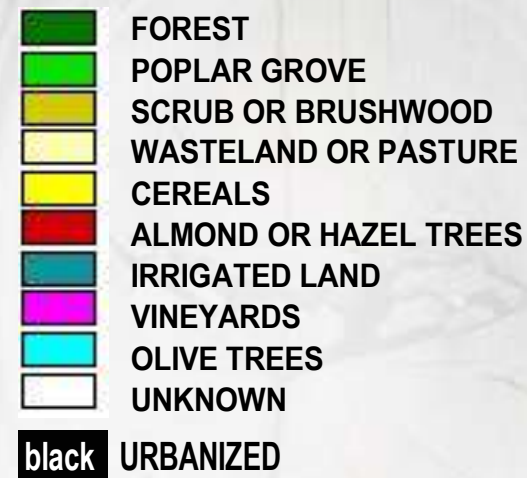 FOREST
POPLAR GROVE
SCRUB OR BRUSHWOOD
WASTELAND OR PASTURE
CEREALS
ALMOND OR HAZEL TREES
IRRIGATED LAND
VINEYARDS
OLIVE TREES
UNKNOWN
black URBANIZED